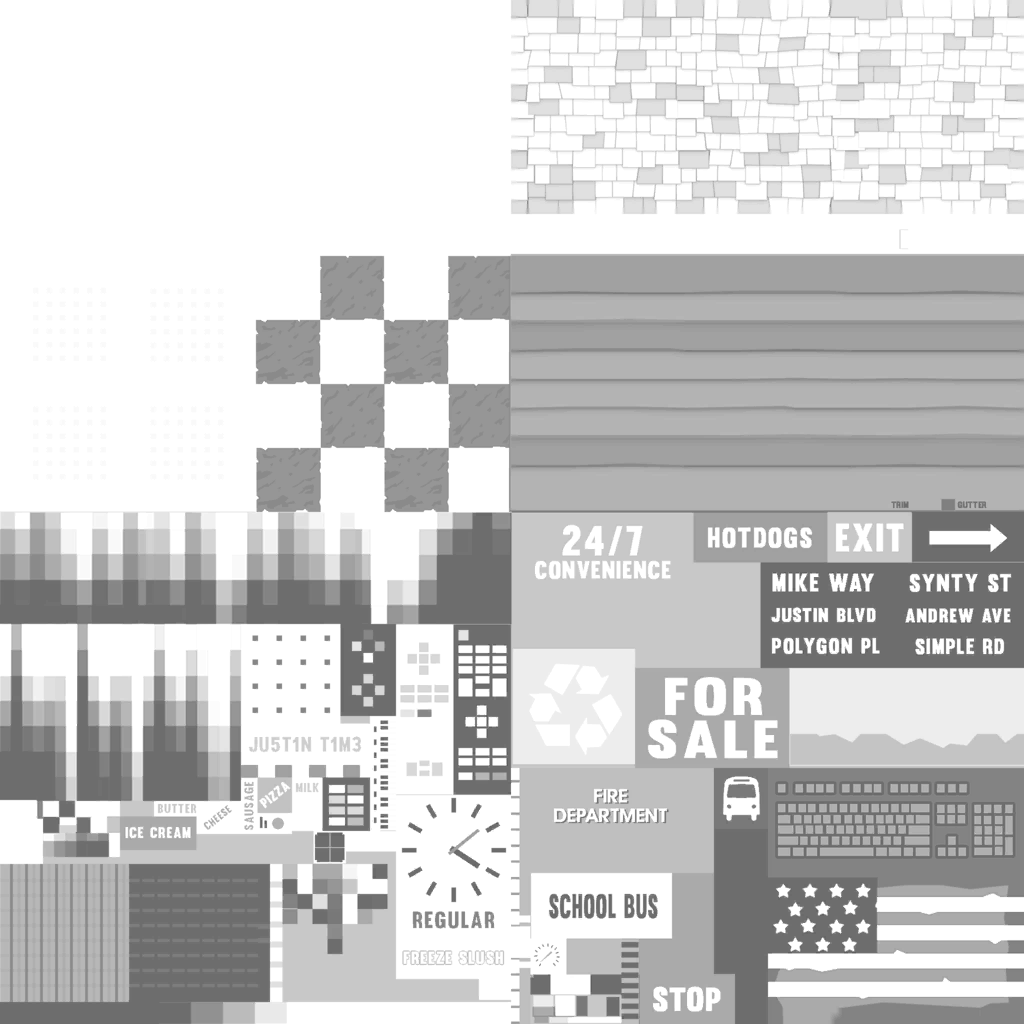 TRIM
GUTTER
24/7
CONVENIENCE
HOTDOGS
EXIT
MIKE WAY
SYNTY ST
JUSTIN BLVD
ANDREW AVE
POLYGON PL
SIMPLE RD
FOR
SALE
JU5T1N T1M3
SAUSAGE
PIZZA
MILK
BUTTER
CHEESE
ICE CREAM
FIRE
DEPARTMENT
REGULAR
FREEZE SLUSH
SCHOOL BUS
STOP